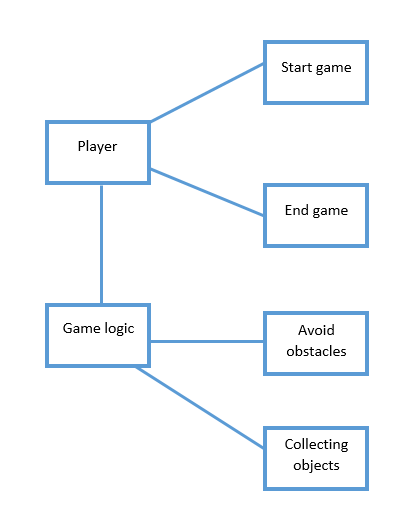 Start game
Player
End game
Game logic
Avoid
obstacles
Collecting
objects